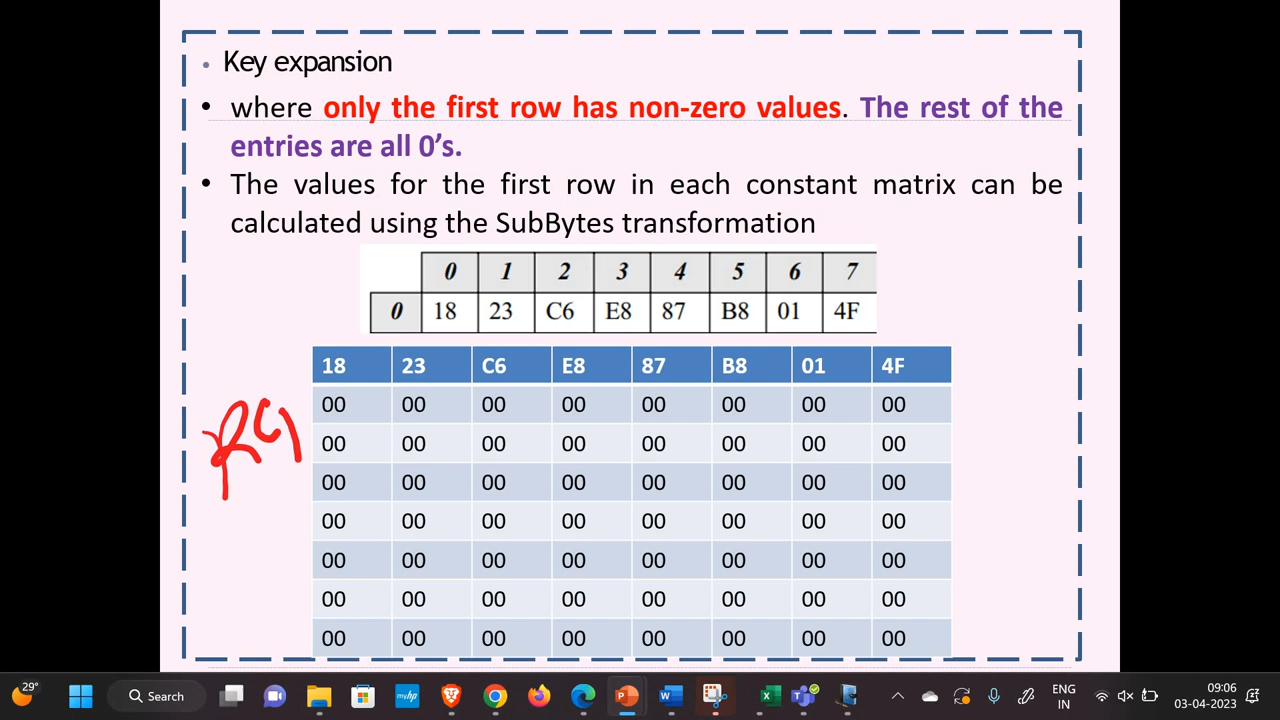 Key expansion
• where only the first row has non-zero values. The rest of the
entries are all 0’s.
• The values for the first row in each constant matrix can be
calculated using the SubBytes transformation
0 1 2 3 4 5 6 7
0 18 23 C6 E8 87 B8 01 4F
18 23 C6 E8 87 B8 01 4F
00 00 00 00 00 00 00 00
00 00 00 00 00 00 00 00
00 00 00 00 00 00 00 00
00 00 00 00 00 00 00 00
00 00 00 00 00 00 00 00
00 00 00 00 00 00 00 00
00 00 00 00 00 00 00 00
29°
Search
myhp
ENG
IN
09:06
03-04-2023